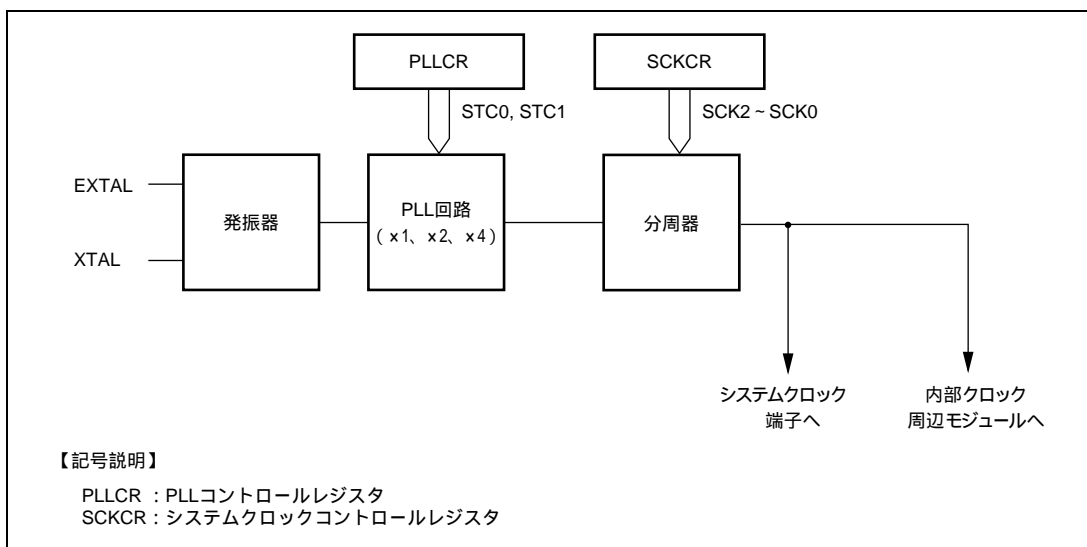 PLLCR
SCKCR
STC0, STC1
SCK2 ~ SCK0
EXTAL
XTAL
発振器
PLL回路
( ×1、×2、×4 )
分周器
システムクロック
端子へ
内部クロック
周辺モジュールへ
【記号説明】
PLLCR : PLLコントロールレジスタ
SCKCR : システムクロックコントロールレジスタ